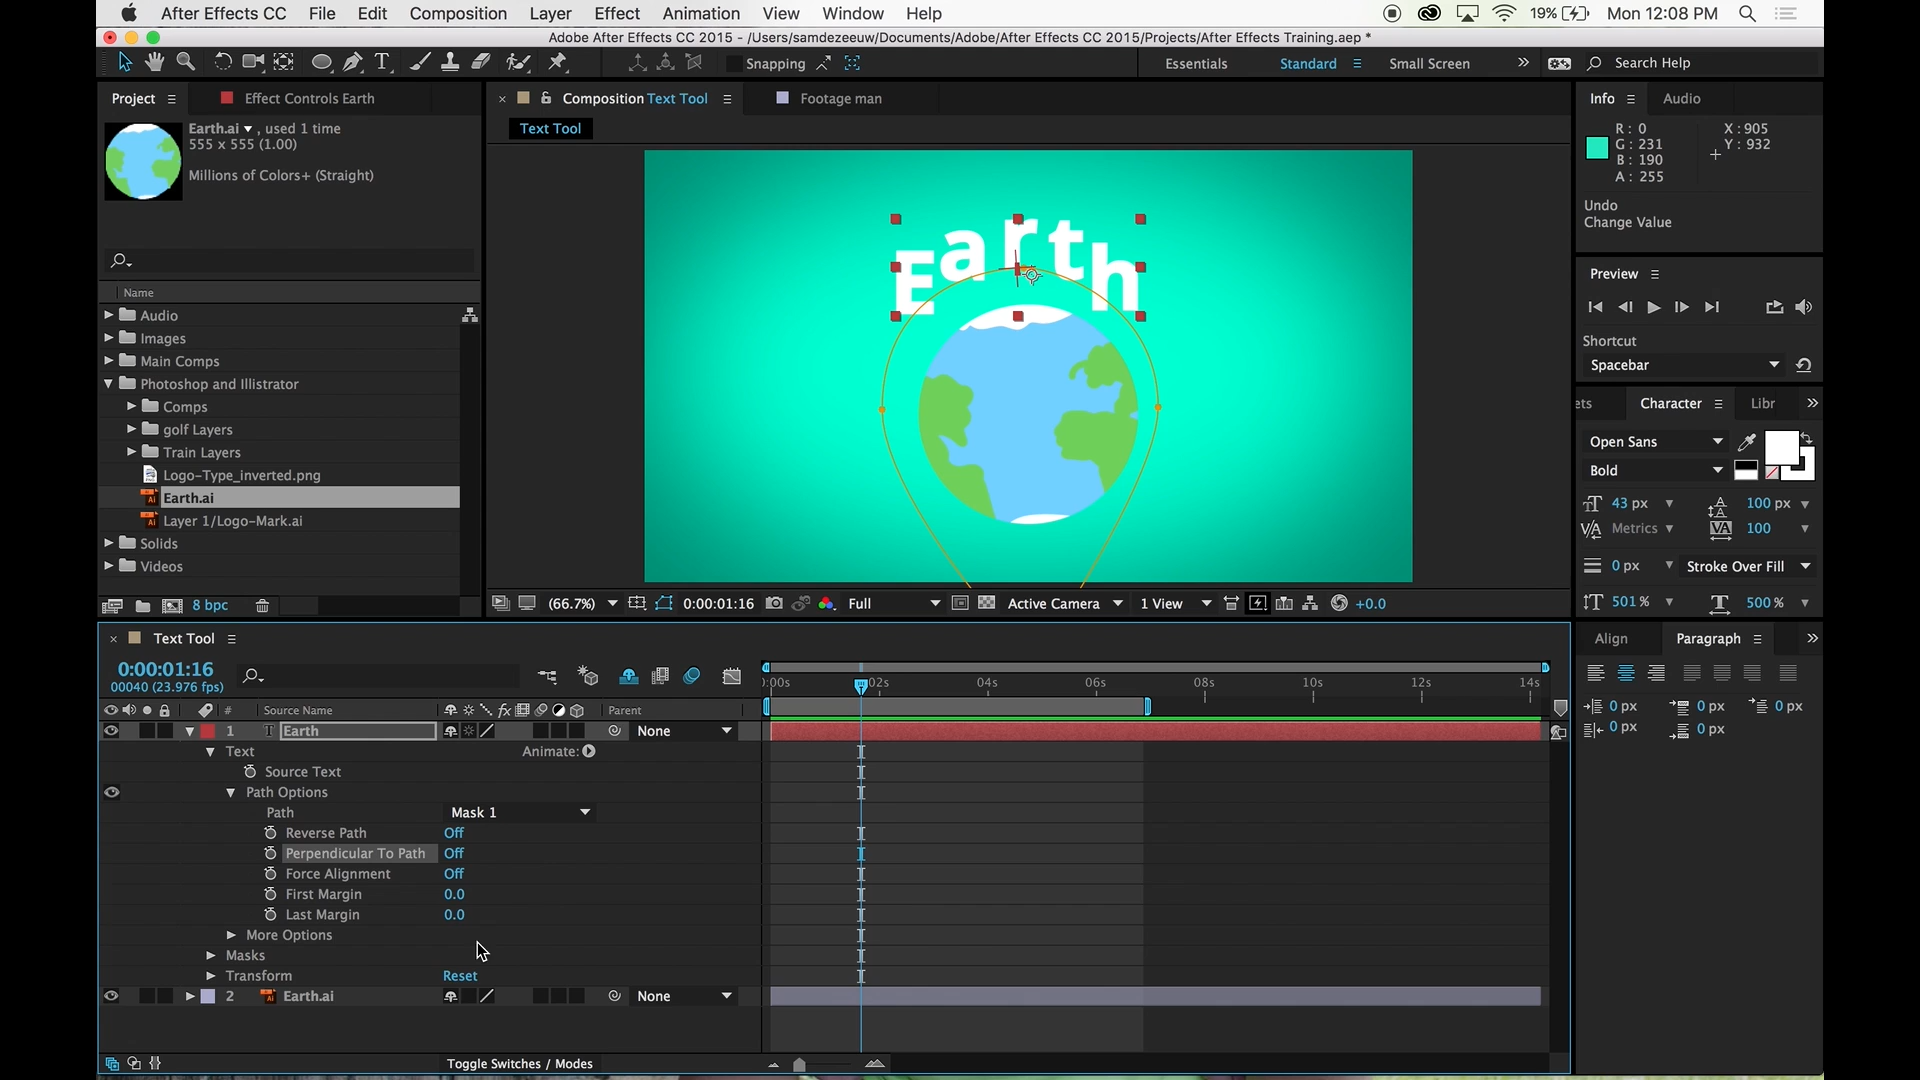 After Effects CC File Edit Composition Layer Effect Animation View Window Help 19% Mon 12:08 PM
Adobe After Effects CC 2015 - /Users/samdezeeuw/Documents/Adobe/After Effects CC 2015/Projects/After Effects Training.aep *
Snapping Essentials Standard Small Screen Search Help
Project Effect Controls Earth
Composition Text Tool Footage man
Info Audio
Earth.ai , used 1 time
555 x 555 (1.00)
Millions of Colors+ (Straight)
Text Tool
R: 0
G: 231
B: 190
A: 255
X: 905
Y: 932
Undo
Change Value
Earth
Name
Audio
Images
Main Comps
Photoshop and Illistrator
Comps
golf Layers
Train Layers
Logo-Type_inverted.png
Earth.ai
Layer 1/Logo-Mark.ai
Solids
Videos
8 bpc
(66.7%) 0:00:01:16 Full Active Camera 1 View +0.0
Preview
Shortcut
Spacebar
ets Character Libr
Open Sans
Bold
43 px 100 px
Metrics 100
0 px Stroke Over Fill
501 % 500 %
Text Tool
0:00:01:16
00040 (23.976 fps)
:00s 02s 04s 06s 08s 10s 12s 14s
# Source Name Parent
1 T Earth None
Text Animate:
Source Text
Path Options
Path Mask 1
Reverse Path Off
Perpendicular To Path Off
Force Alignment Off
First Margin 0.0
Last Margin 0.0
More Options
Masks
Transform Reset
2 Earth.ai None
Toggle Switches / Modes
Align Paragraph
0 px 0 px 0 px
0 px 0 px